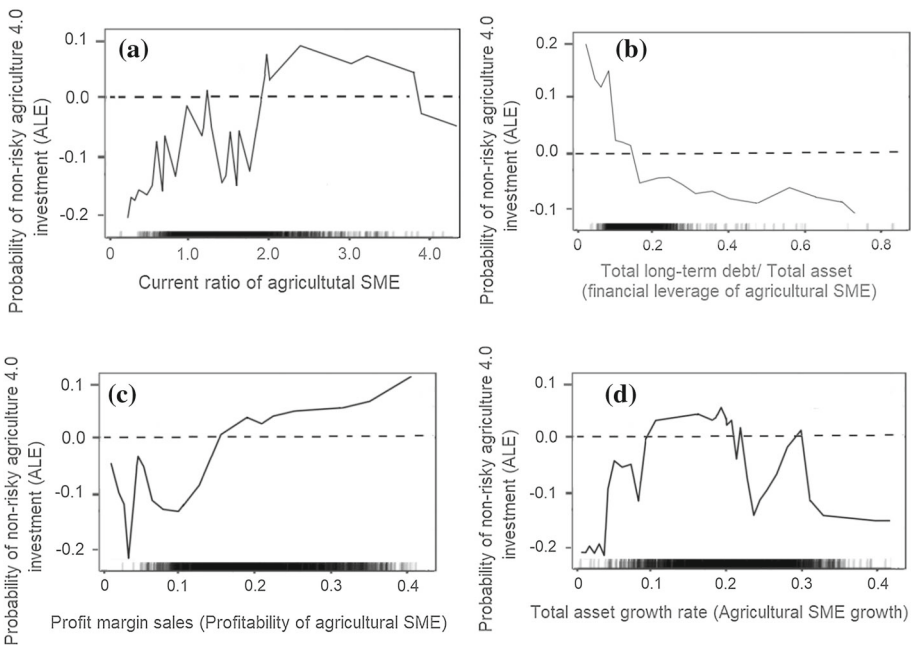 Probability of non-risky agriculture 4.0
investment (ALE)
(a)
0.1
0.0
-0.1
-0.2
0
1.0
2.0
3.0
4.0
Current ratio of agricultutal SME
Probability of non-risky agriculture 4.0
investment (ALE)
(b)
0.2
0.1
0.0
-0.1
0
0.2
0.4
0.6
0.8
Total long-term debt/ Total asset
(financial leverage of agricultural SME)
Probability of non-risky agriculture 4.0
investment (ALE)
(c)
0.1
0.0
-0.1
-0.2
0.0
0.1
0.2
0.3
0.4
Profit margin sales (Profitability of agricultural SME)
Probability of non-risky agriculture 4.0
investment (ALE)
(d)
0.1
0.0
-0.1
-0.2
0
0.1
0.2
0.3
0.4
Total asset growth rate (Agricultural SME growth)